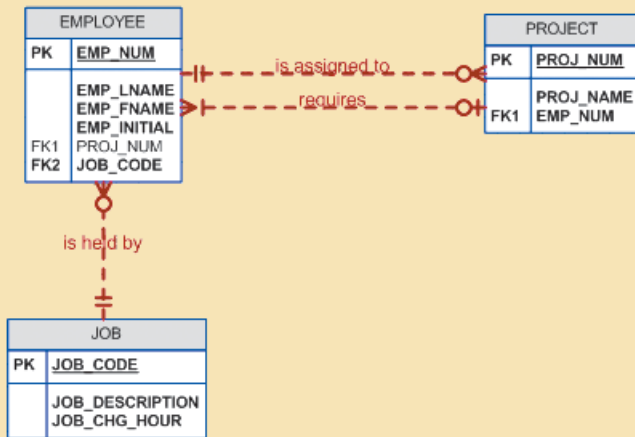 EMPLOYEE
PK EMP_NUM
EMP_LNAME
EMP_FNAME
EMP_INITIAL
FK1 PROJ_NUM
FK2 JOB_CODE
is assigned to
requires
PROJECT
PK PROJ_NUM
PROJ_NAME
FK1 EMP_NUM
is held by
JOB
PK JOB_CODE
JOB_DESCRIPTION
JOB_CHG_HOUR